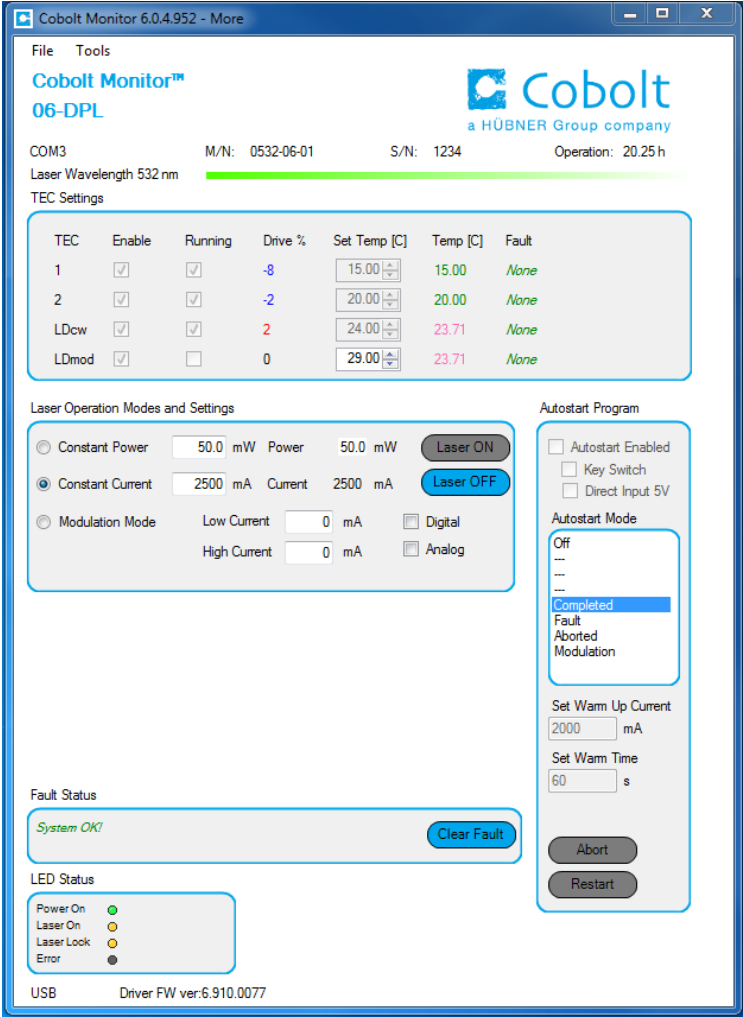 Cobolt Monitor 6.0.4.952 - More
File Tools
Cobolt Monitor™
06-DPL
Cobolt
a HÜBNER Group company
COM3 M/N: 0532-06-01 S/N: 1234 Operation: 20.25 h
Laser Wavelength 532 nm
TEC Settings
TEC Enable Running Drive % Set Temp [C] Temp [C] Fault
1 -8 15.00 15.00 None
2 -2 20.00 20.00 None
LDcw 2 24.00 23.71 None
LDmod 0 29.00 23.71 None
Laser Operation Modes and Settings
Constant Power 50.0 mW Power 50.0 mW Laser ON
Constant Current 2500 mA Current 2500 mA Laser OFF
Modulation Mode Low Current 0 mA Digital
High Current 0 mA Analog
Autostart Program
Autostart Enabled
Key Switch
Direct Input 5V
Autostart Mode
Off
---
---
---
Completed
Fault
Aborted
Modulation
Set Warm Up Current
2000 mA
Set Warm Time
60 s
Abort
Restart
Fault Status
System OK!
Clear Fault
LED Status
Power On
Laser On
Laser Lock
Error
USB Driver FW ver:6.910.0077